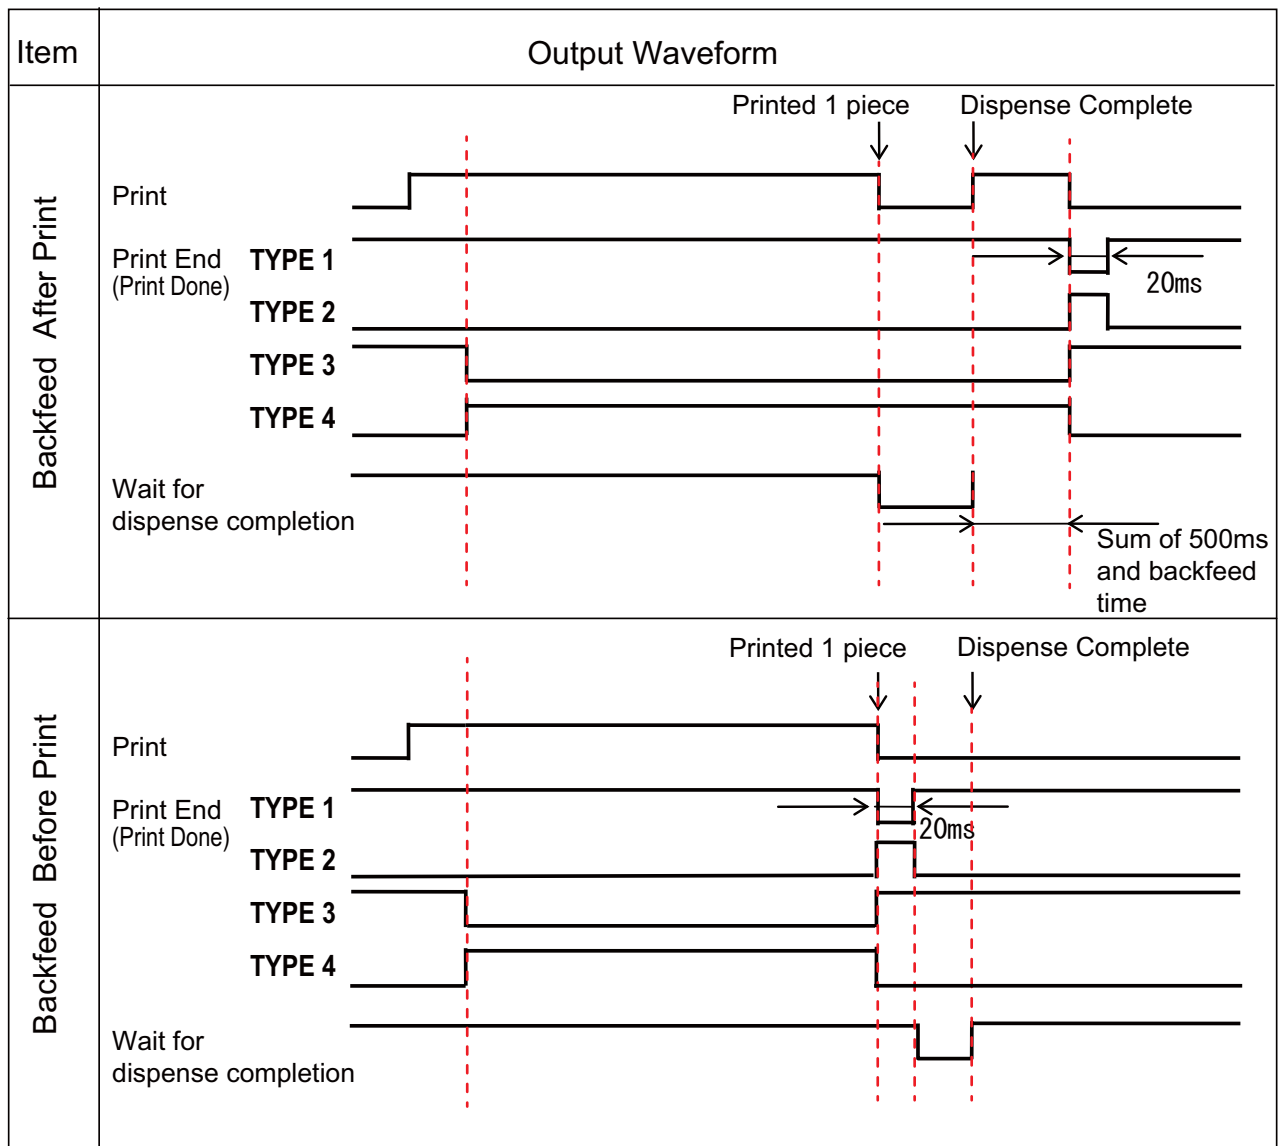 Item
Output Waveform
Backfeed After Print
Printed 1 piece
Dispense Complete
Print
Print End
(Print Done)
TYPE 1
20ms
TYPE 2
TYPE 3
TYPE 4
Wait for
dispense completion
Sum of 500ms
and backfeed
time
Backfeed Before Print
Printed 1 piece
Dispense Complete
Print
Print End
(Print Done)
TYPE 1
20ms
TYPE 2
TYPE 3
TYPE 4
Wait for
dispense completion